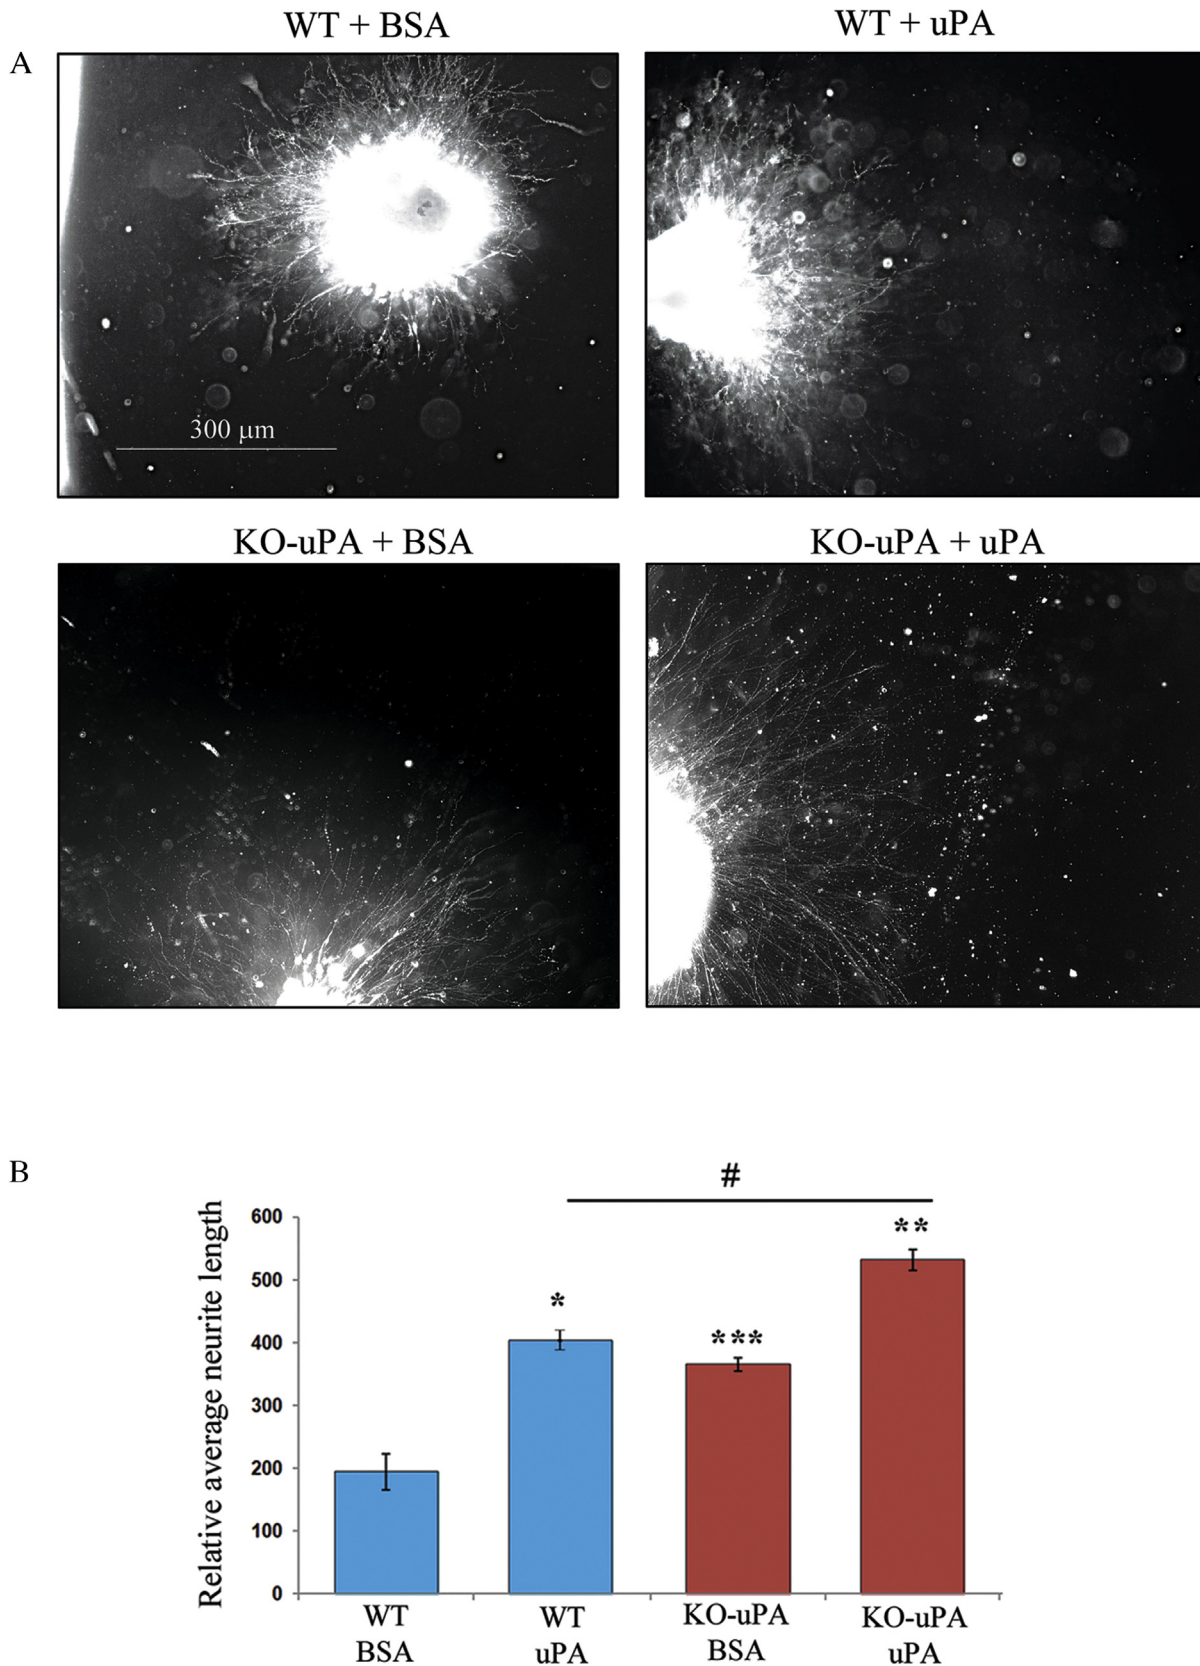 WT + BSA
WT + uPA
A
300 µm
KO-uPA + BSA
KO-uPA + uPA
B
#
Relative average neurite length
600
500
400
300
200
100
0
*
***
**
WT
BSA
WT
uPA
KO-uPA
BSA
KO-uPA
uPA